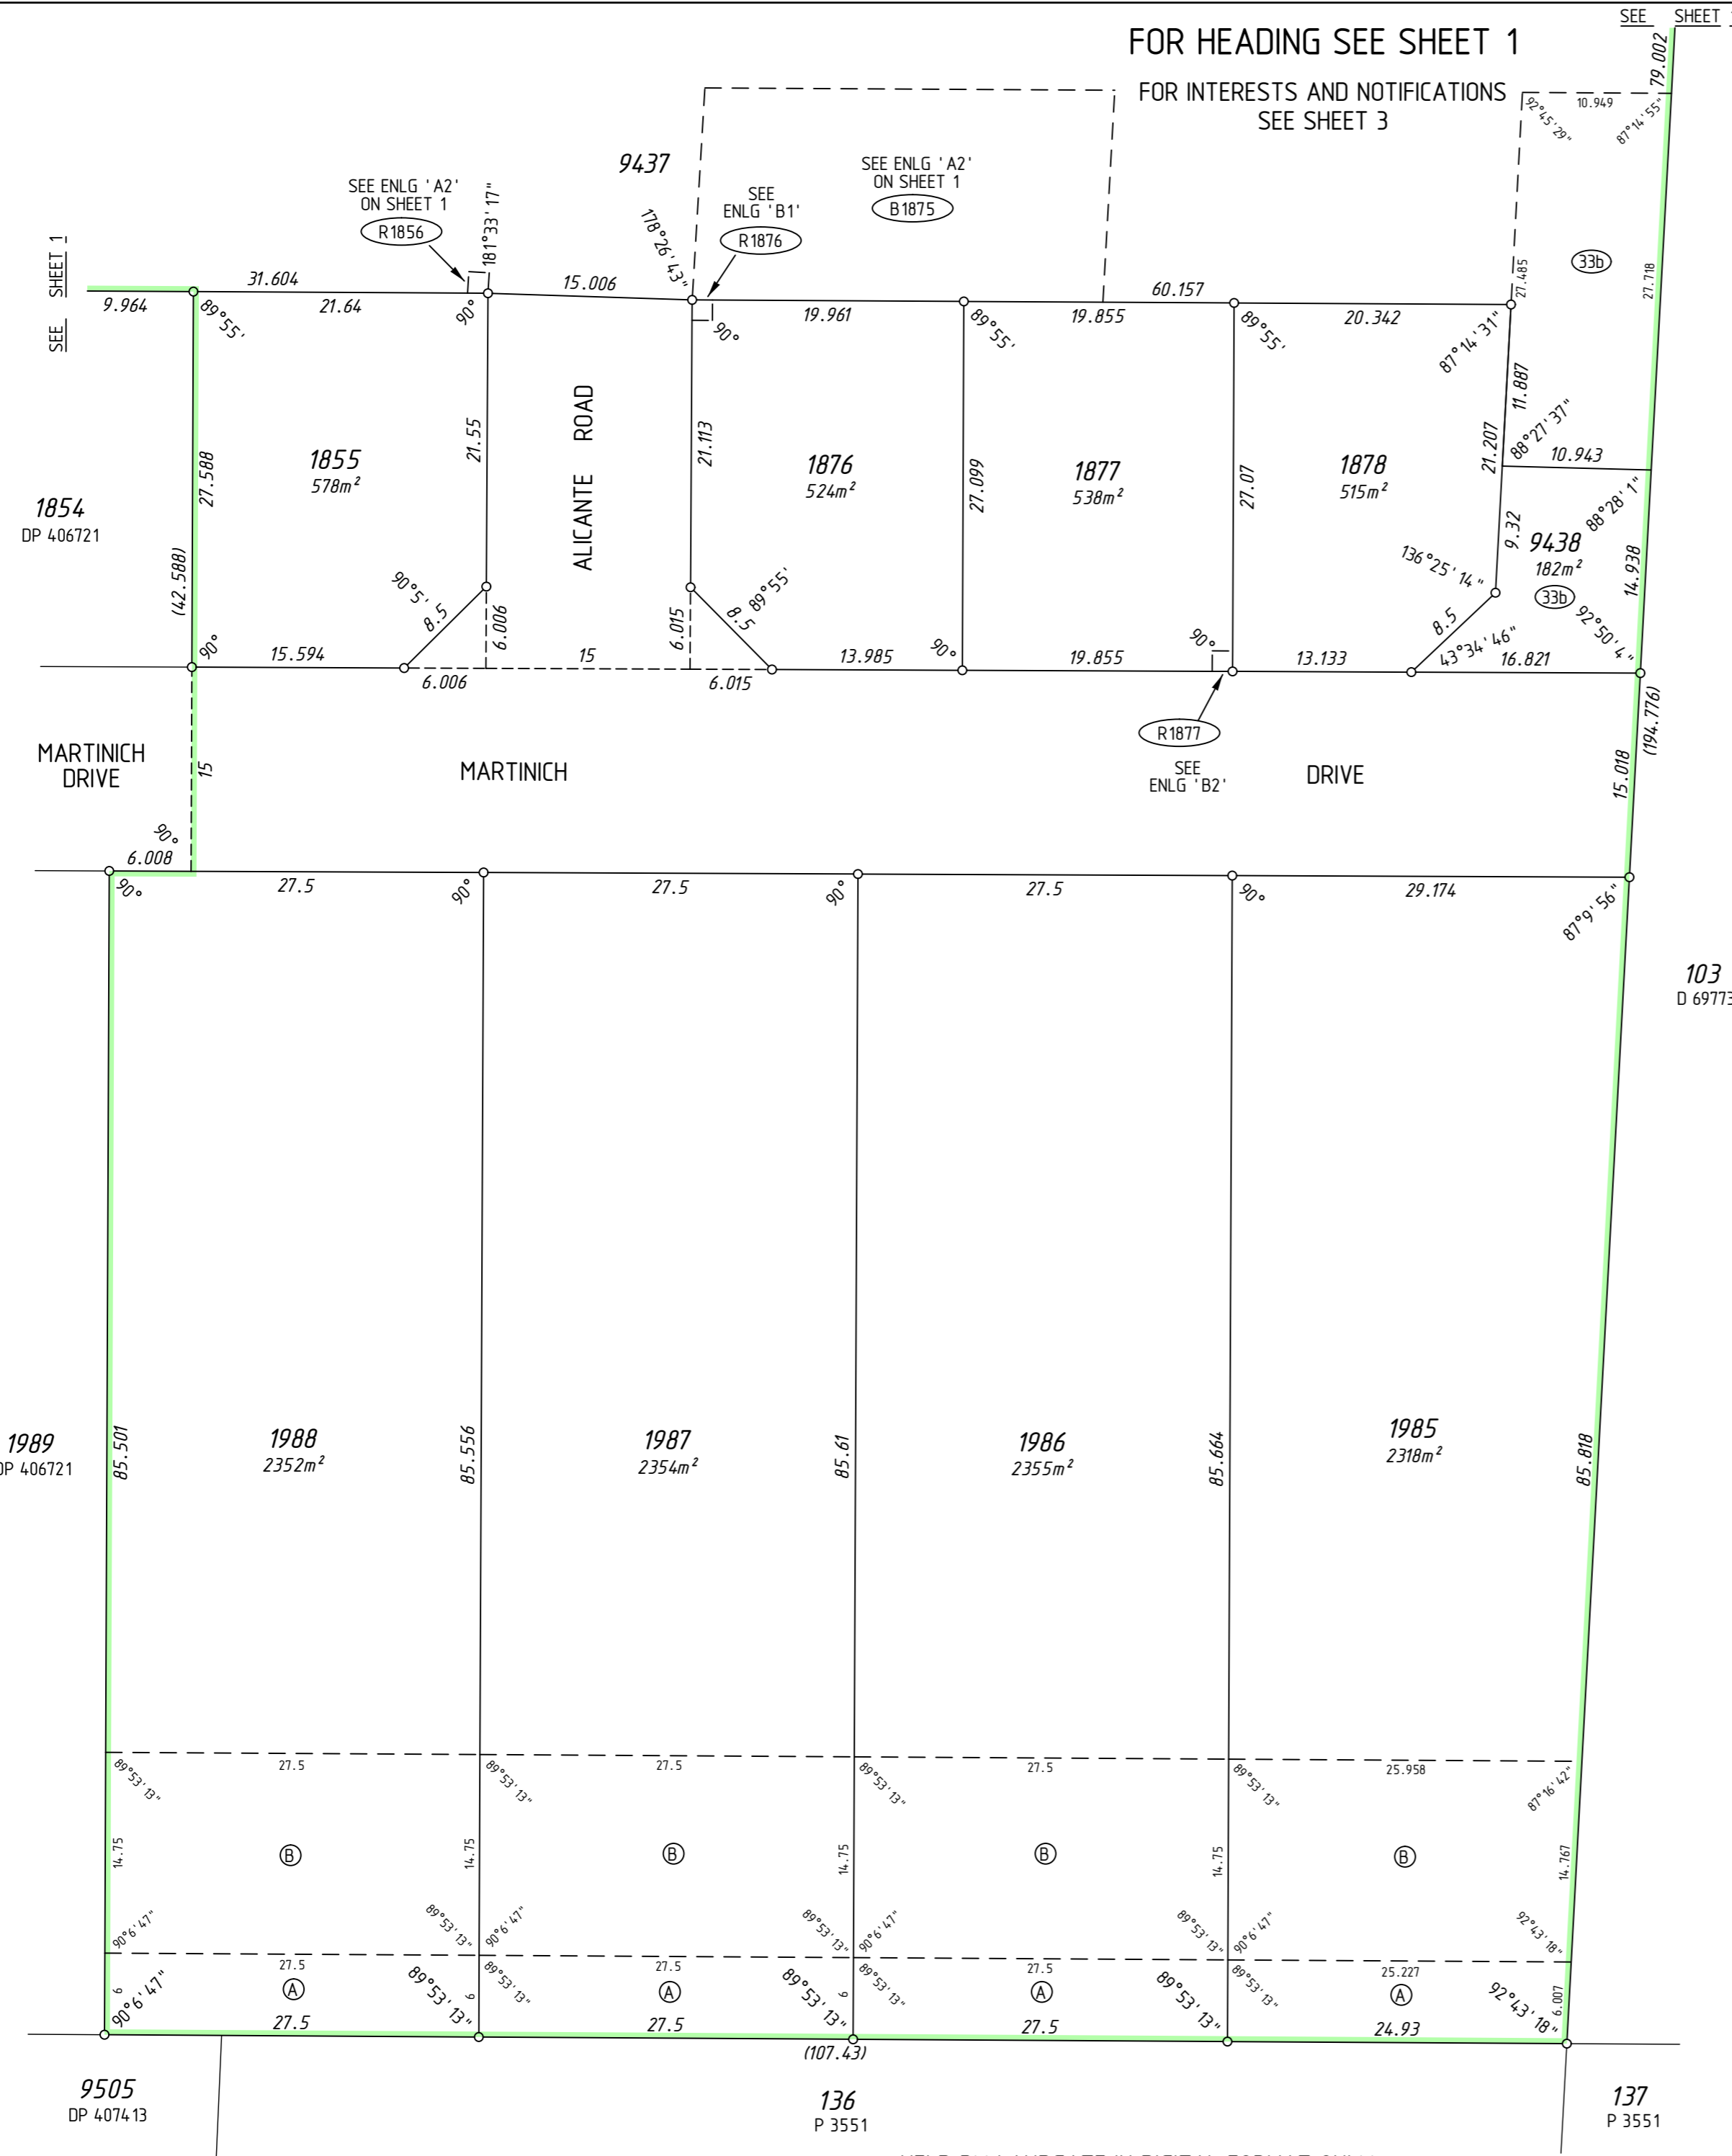 SEE SHEET
FOR HEADING SEE SHEET 1
FOR INTERESTS AND NOTIFICATIONS
SEE SHEET 3
79.002
10.949
92°45'29"
87°14'55"
9437
SEE ENLG 'A2'
ON SHEET 1
R1856
181°33'17"
178°26'43"
SEE
ENLG 'B1'
R1876
SEE ENLG 'A2'
ON SHEET 1
B1875
33b
27.485
27.718
SEE SHEET 1
9.964
31.604
21.64
15.006
19.961
19.855
60.157
20.342
89°55'
90°
90°
89°55'
89°55'
87°14'31"
1854
DP 406721
27.588
(42.588)
1855
578m²
21.55
ALICANTE ROAD
21.113
1876
524m²
27.099
1877
538m²
27.07
1878
515m²
11.887
21.207
88°27'37"
10.943
88°28'1"
9.32
9438
182m²
33b
136°25'14"
14.938
92°50'4"
90°5'
8.5
6.006
6.015
8.5
89°55'
8.5
43°34'46"
90°
15.594
6.006
15
6.015
13.985
90°
19.855
90°
13.133
16.821
R1877
SEE
ENLG 'B2'
(194.776)
15.018
MARTINICH
DRIVE
15
MARTINICH
DRIVE
90°
6.008
90°
27.5
90°
27.5
90°
27.5
90°
29.174
87°9'56"
103
D 69773
1989
DP 406721
85.501
1988
2352m²
85.556
1987
2354m²
85.61
1986
2355m²
85.664
1985
2318m²
85.818
89°53'13"
27.5
89°53'13"
27.5
89°53'13"
27.5
89°53'13"
25.958
87°16'42"
14.75
B
14.75
B
14.75
B
14.75
B
14.767
90°6'47"
89°53'13"
90°6'47"
89°53'13"
90°6'47"
89°53'13"
90°6'47"
92°43'18"
27.5
27.5
27.5
25.227
6
90°6'47"
A
89°53'13"
6
89°53'13"
A
89°53'13"
6
89°53'13"
A
89°53'13"
89°53'13"
A
92°43'18"
6.007
27.5
27.5
27.5
24.93
(107.43)
9505
DP 407413
136
P 3551
137
P 3551